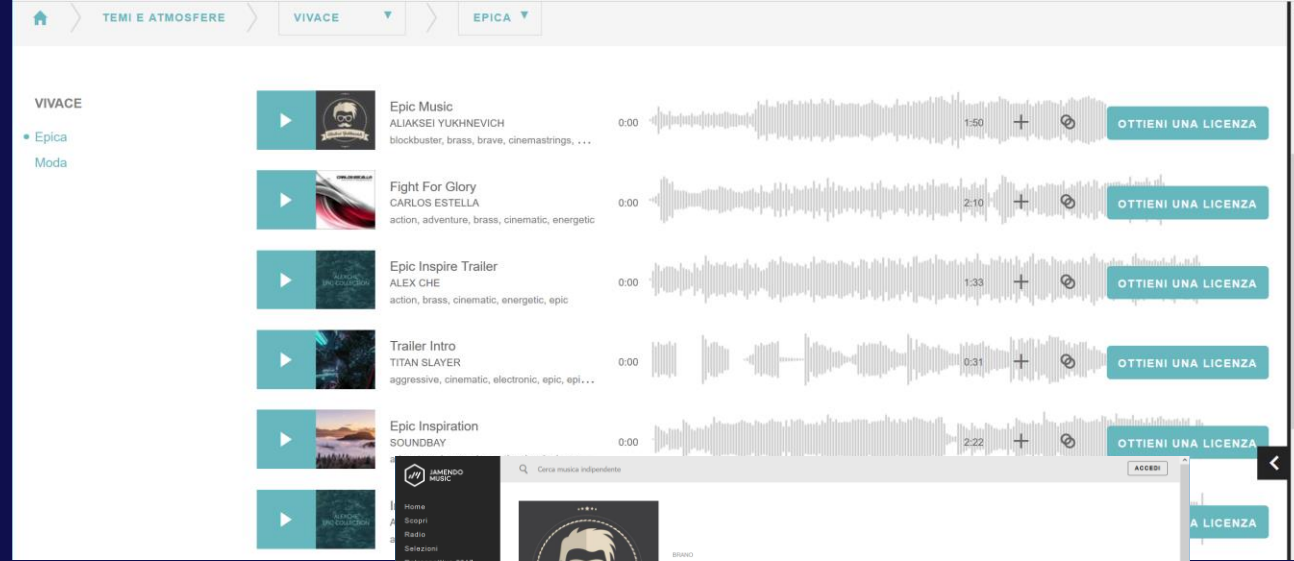 TEMI E ATMOSFERE VIVACE EPICA
VIVACE
Epica
Moda
Epic Music
ALIAKSEI YUKHNEVICH
blockbuster, brass, brave, cinemastrings, ...
0:00 1:50 OTTIENI UNA LICENZA
Fight For Glory
CARLOS ESTELLA
action, adventure, brass, cinematic, energetic
0:00 2:10 OTTIENI UNA LICENZA
Epic Inspire Trailer
ALEX CHE
action, brass, cinematic, energetic, epic
0:00 1:33 OTTIENI UNA LICENZA
Trailer Intro
TITAN SLAYER
aggressive, cinematic, electronic, epic, epi...
0:00 0:31 OTTIENI UNA LICENZA
Epic Inspiration
SOUNDBAY
0:00 2:22 OTTIENI UNA LICENZA
A LICENZA
JAMENDO
MUSIC
Cerca musica indipendente ACCEDI
Home
Scopri
Radio
Selezioni
BRANO